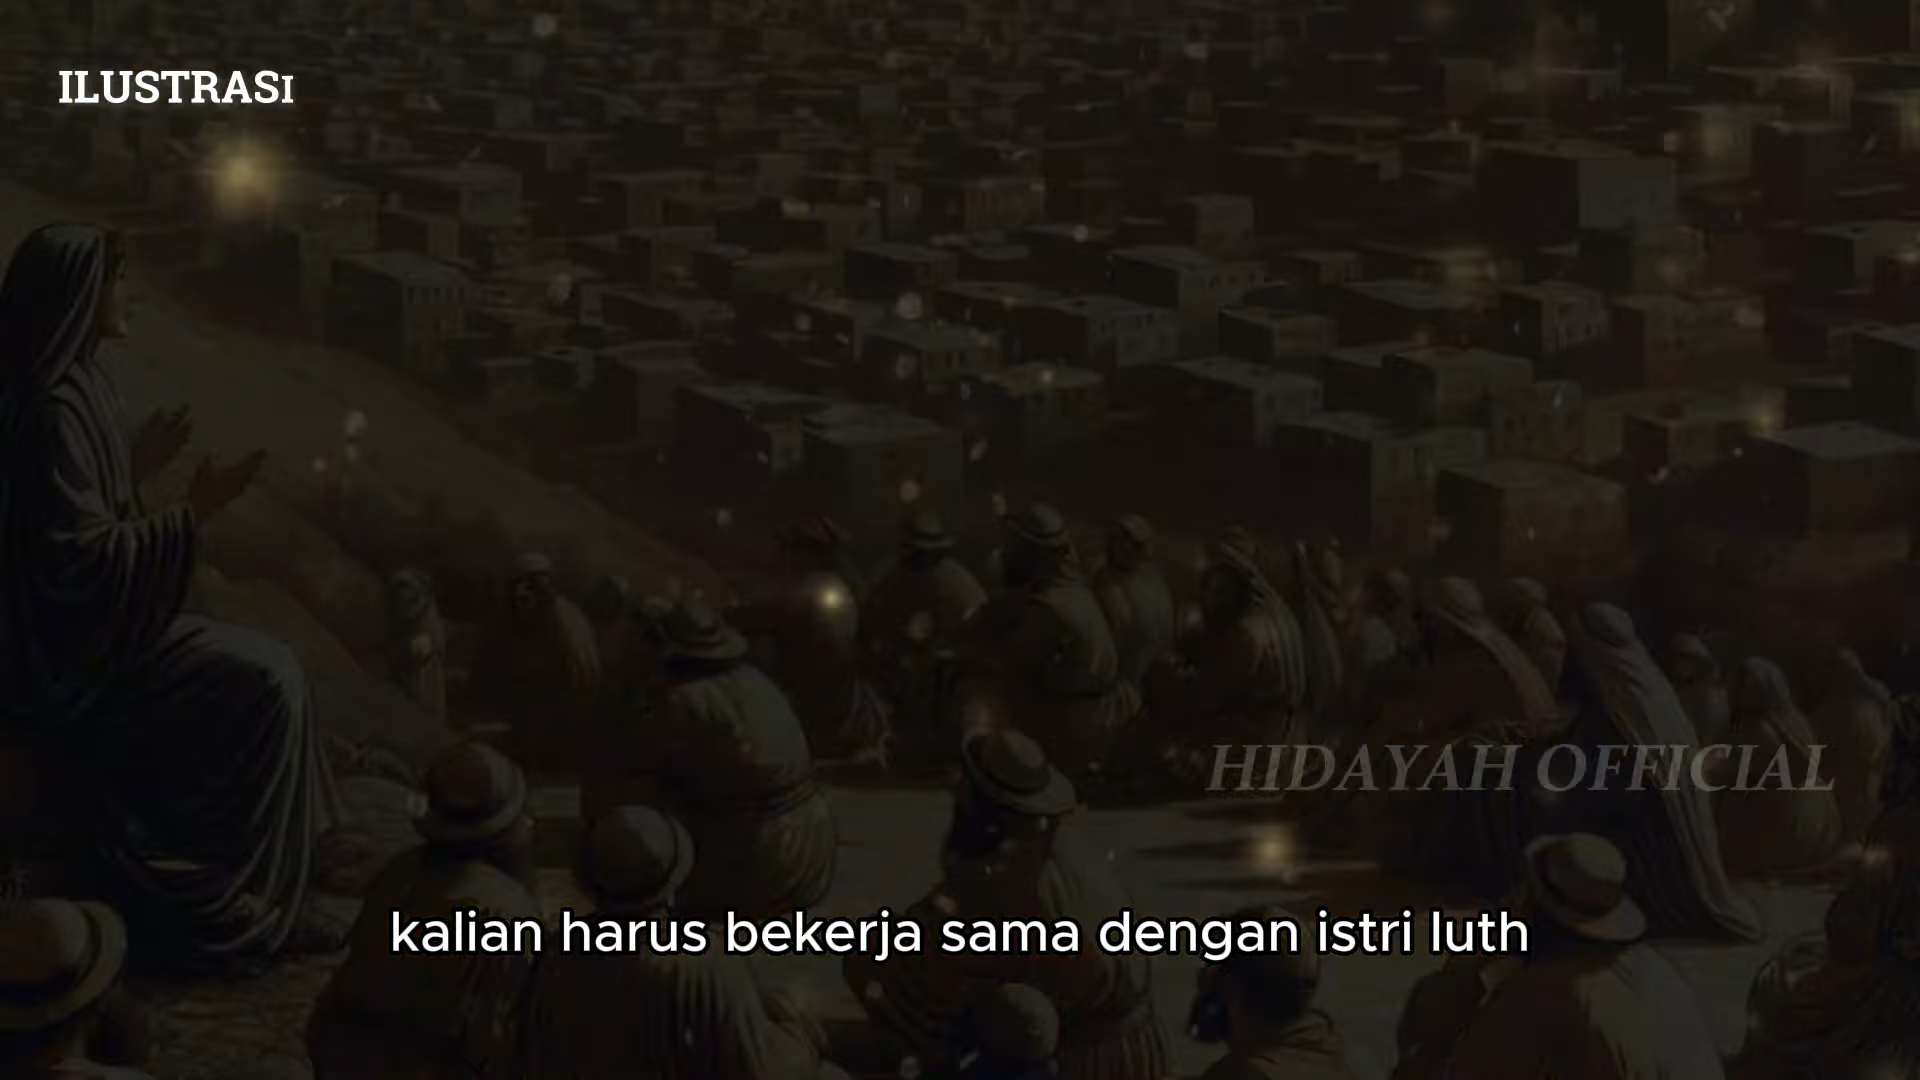 ILUSTRASI
HIDAYAH OFFICIAL
kalian harus bekerja sama dengan istri luth